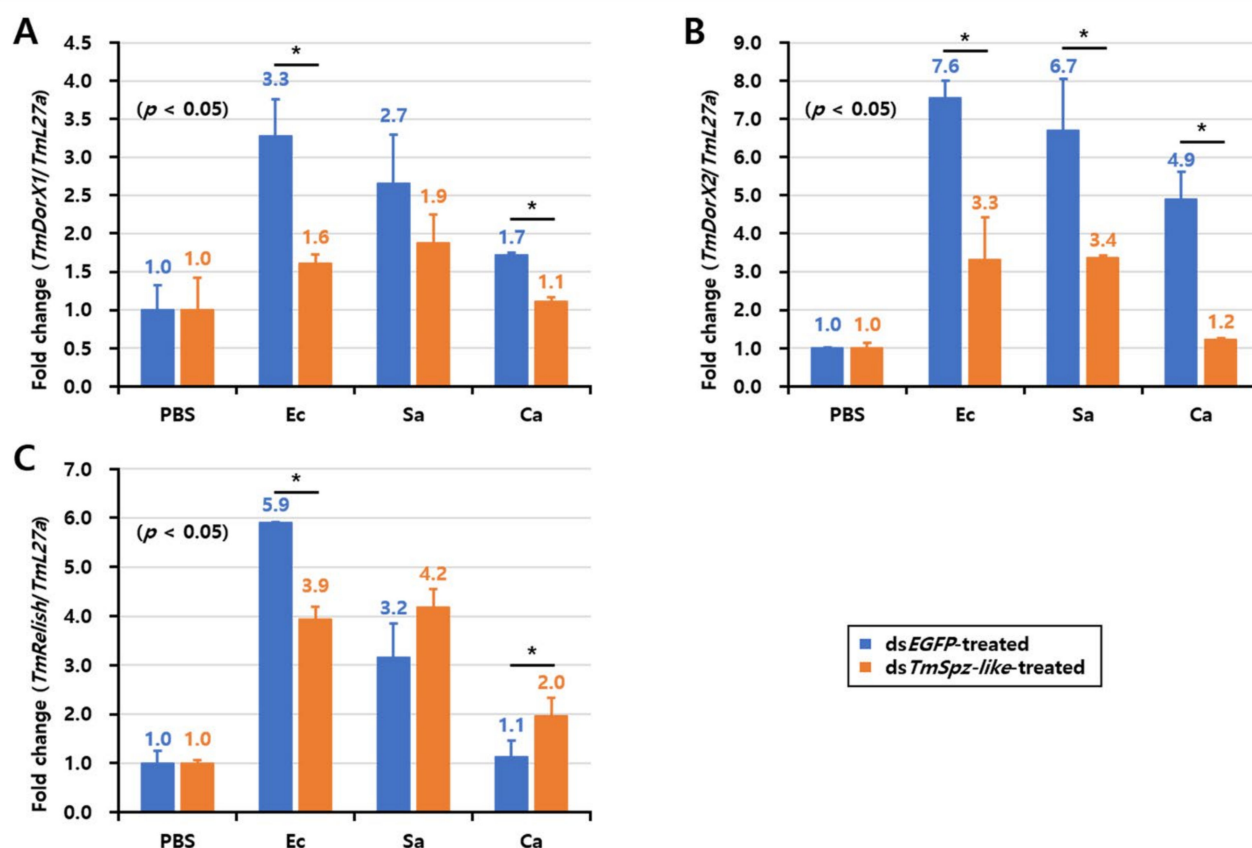 A
Fold change (TmDorX1/TmL27a)
4.5
4.0
3.5
3.0
2.5
2.0
1.5
1.0
0.5
0.0
(p < 0.05)
*
*
1.0
1.0
3.3
1.6
2.7
1.9
1.7
1.1
PBS
Ec
Sa
Ca
B
Fold change (TmDorX2/TmL27a)
9.0
8.0
7.0
6.0
5.0
4.0
3.0
2.0
1.0
0.0
(p < 0.05)
*
*
*
1.0
1.0
7.6
3.3
6.7
3.4
4.9
1.2
PBS
Ec
Sa
Ca
C
Fold change (TmRelish/TmL27a)
7.0
6.0
5.0
4.0
3.0
2.0
1.0
0.0
(p < 0.05)
*
*
1.0
1.0
5.9
3.9
3.2
4.2
1.1
2.0
PBS
Ec
Sa
Ca
dsEGFP-treated
dsTmSpz-like-treated